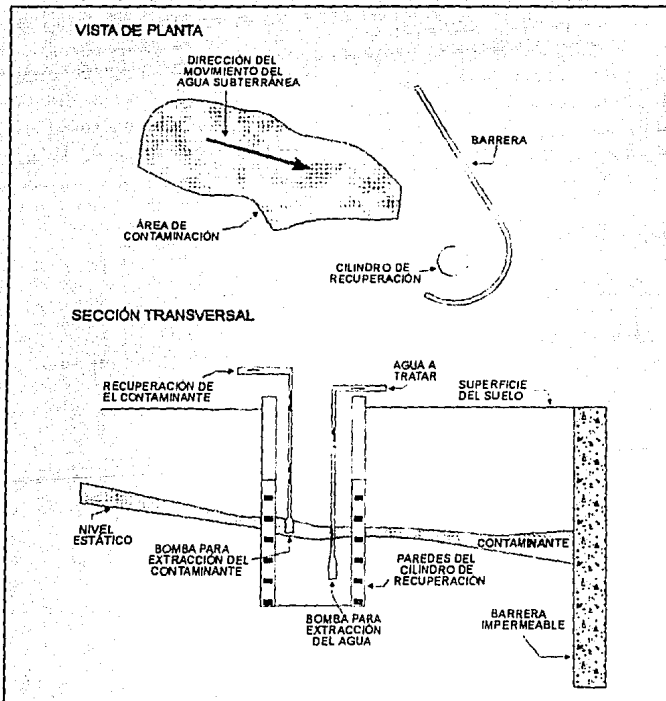 VISTA DE PLANTA
DIRECCIÓN DEL
MOVIMIENTO DEL
AGUA SUBTERRÁNEA
BARRERA
ÁREA DE
CONTAMINACIÓN
CILINDRO DE
RECUPERACIÓN
SECCIÓN TRANSVERSAL
RECUPERACIÓN DE
EL CONTAMINANTE
AGUA A
TRATAR
SUPERFICIE
DEL SUELO
NIVEL
ESTÁTICO
BOMBA PARA
EXTRACCIÓN DEL
CONTAMINANTE
BOMBA PARA
EXTRACCIÓN
DEL AGUA
PAREDES DEL
CILINDRO DE
RECUPERACIÓN
CONTAMINANTE
BARRERA
IMPERMEABLE